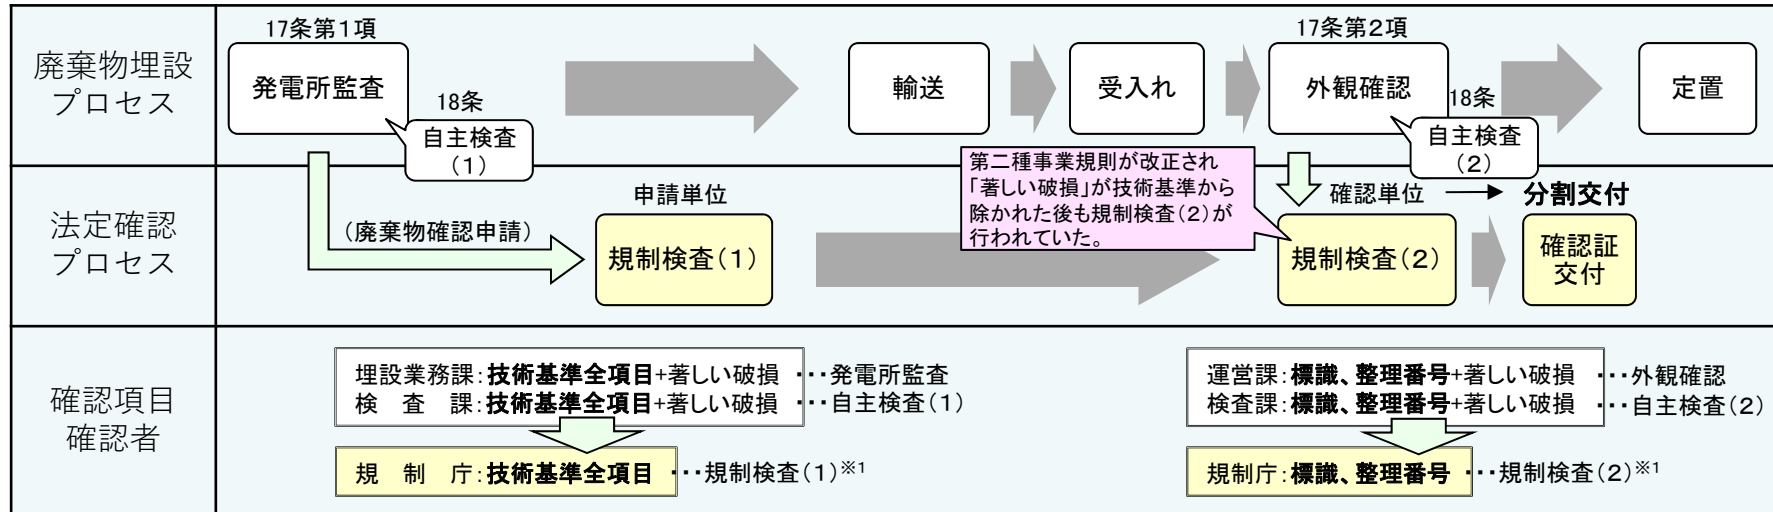 廃棄物埋設
プロセス
17条第1項
発電所監査
18条
自主検査
(1)
輸送
受入れ
17条第2項
外観確認
18条
自主検査
(2)
定置
法定確認
プロセス
(廃棄物確認申請)
申請単位
規制検査(1)
第二種事業規則が改正され
「著しい破損」が技術基準から
除かれた後も規制検査(2)が
行われていた。
確認単位
分割交付
規制検査(2)
確認証
交付
確認項目
確認者
埋設業務課:技術基準全項目+著しい破損 ・・・発電所監査
検 査 課:技術基準全項目+著しい破損 ・・・自主検査(1)
規 制 庁:技術基準全項目 ・・・規制検査(1)※1
運営課:標識、整理番号+著しい破損 ・・・外観確認
検査課:標識、整理番号+著しい破損 ・・・自主検査(2)
規制庁:標識、整理番号 ・・・規制検査(2)※1